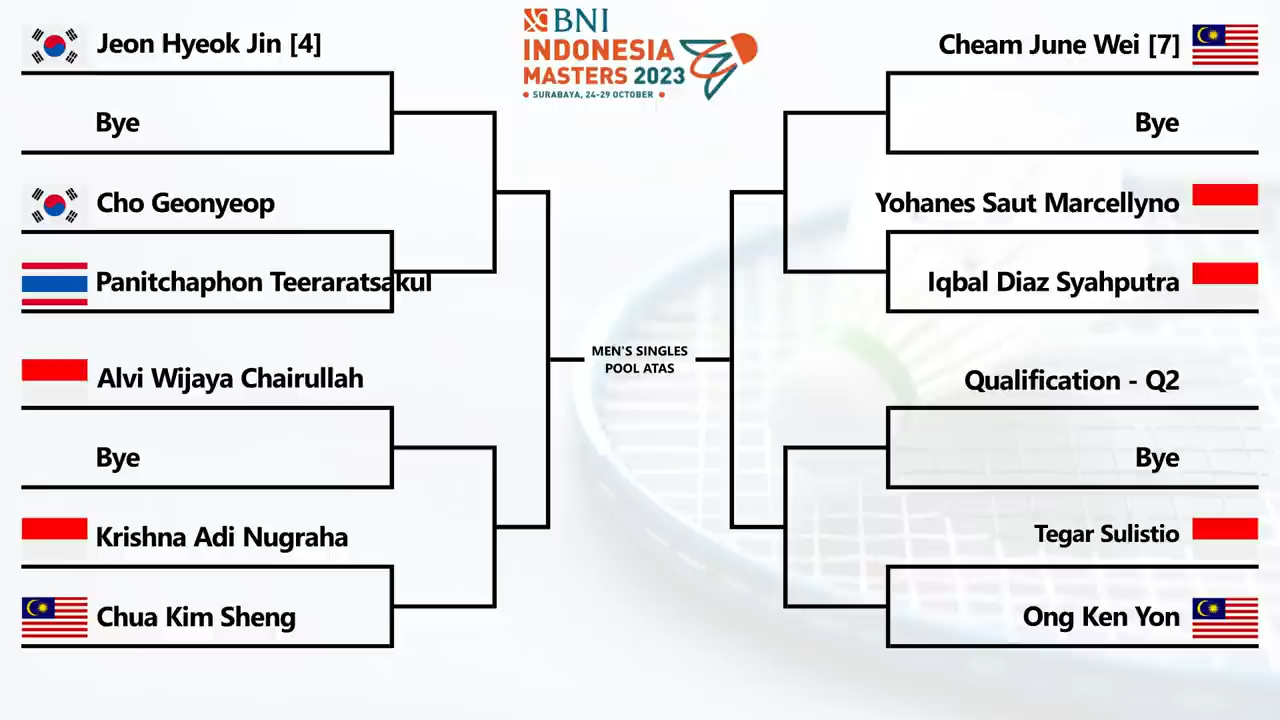 BNI
INDONESIA
MASTERS 2023
• SURABAYA, 24-29 OCTOBER •
Jeon Hyeok Jin [4]
Bye
Cho Geonyeop
Panitchaphon Teeraratsakul
Alvi Wijaya Chairullah
Bye
Krishna Adi Nugraha
Chua Kim Sheng
MEN'S SINGLES
POOL ATAS
Cheam June Wei [7]
Bye
Yohanes Saut Marcellyno
Iqbal Diaz Syahputra
Qualification - Q2
Bye
Tegar Sulistio
Ong Ken Yon